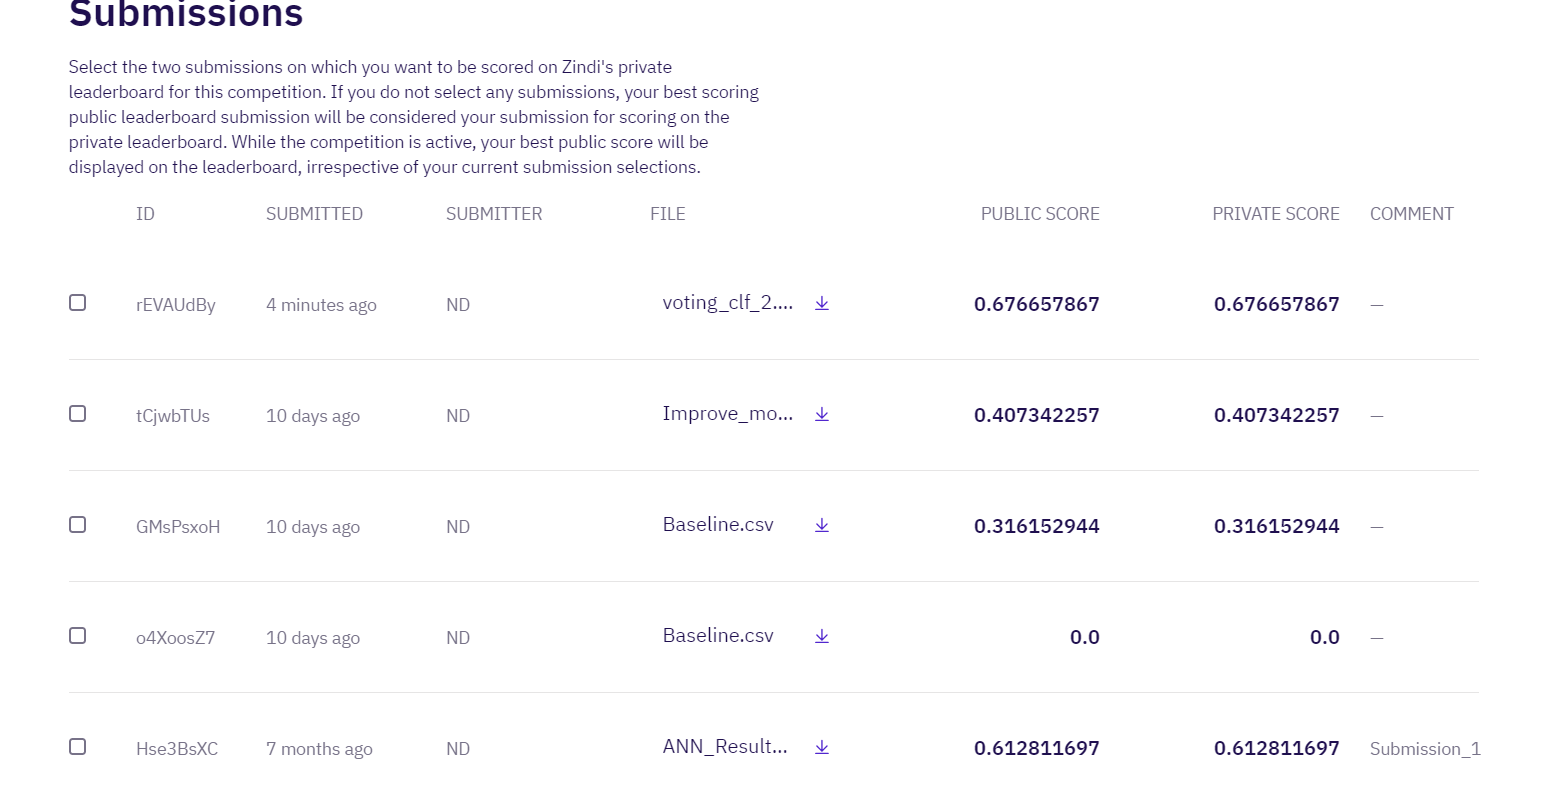 Submissions
Select the two submissions on which you want to be scored on Zindi's private
leaderboard for this competition. If you do not select any submissions, your best scoring
public leaderboard submission will be considered your submission for scoring on the
private leaderboard. While the competition is active, your best public score will be
displayed on the leaderboard, irrespective of your current submission selections.
ID SUBMITTED SUBMITTER FILE PUBLIC SCORE PRIVATE SCORE COMMENT
rEVAUdBy 4 minutes ago ND voting_clf_2.... 0.676657867 0.676657867 —
tCjwbTUs 10 days ago ND Improve_mo... 0.407342257 0.407342257 —
GMsPsxoH 10 days ago ND Baseline.csv 0.316152944 0.316152944 —
o4XoosZ7 10 days ago ND Baseline.csv 0.0 0.0 —
Hse3BsXC 7 months ago ND ANN_Result... 0.612811697 0.612811697 Submission_1